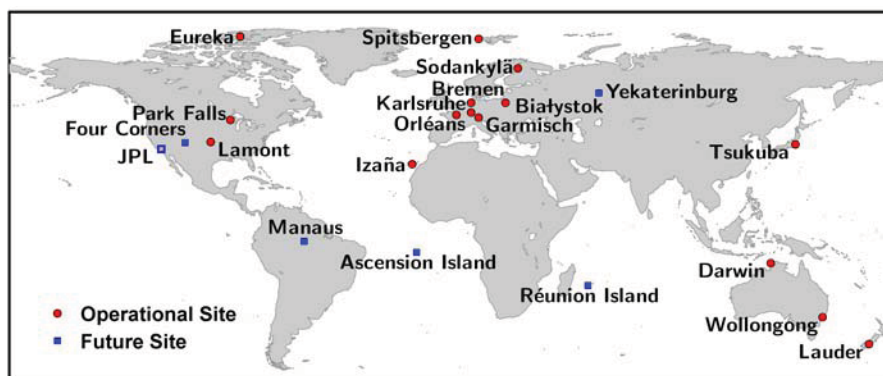 Eureka
Spitsbergen
Sodankylä
Bremen
Yekaterinburg
Park Falls
Karlsruhe
Białystok
Four Corners
Orléans
Garmisch
JPL
Lamont
Tsukuba
Izaña
Manaus
Ascension Island
Darwin
Réunion Island
Operational Site
Wollongong
Future Site
Lauder